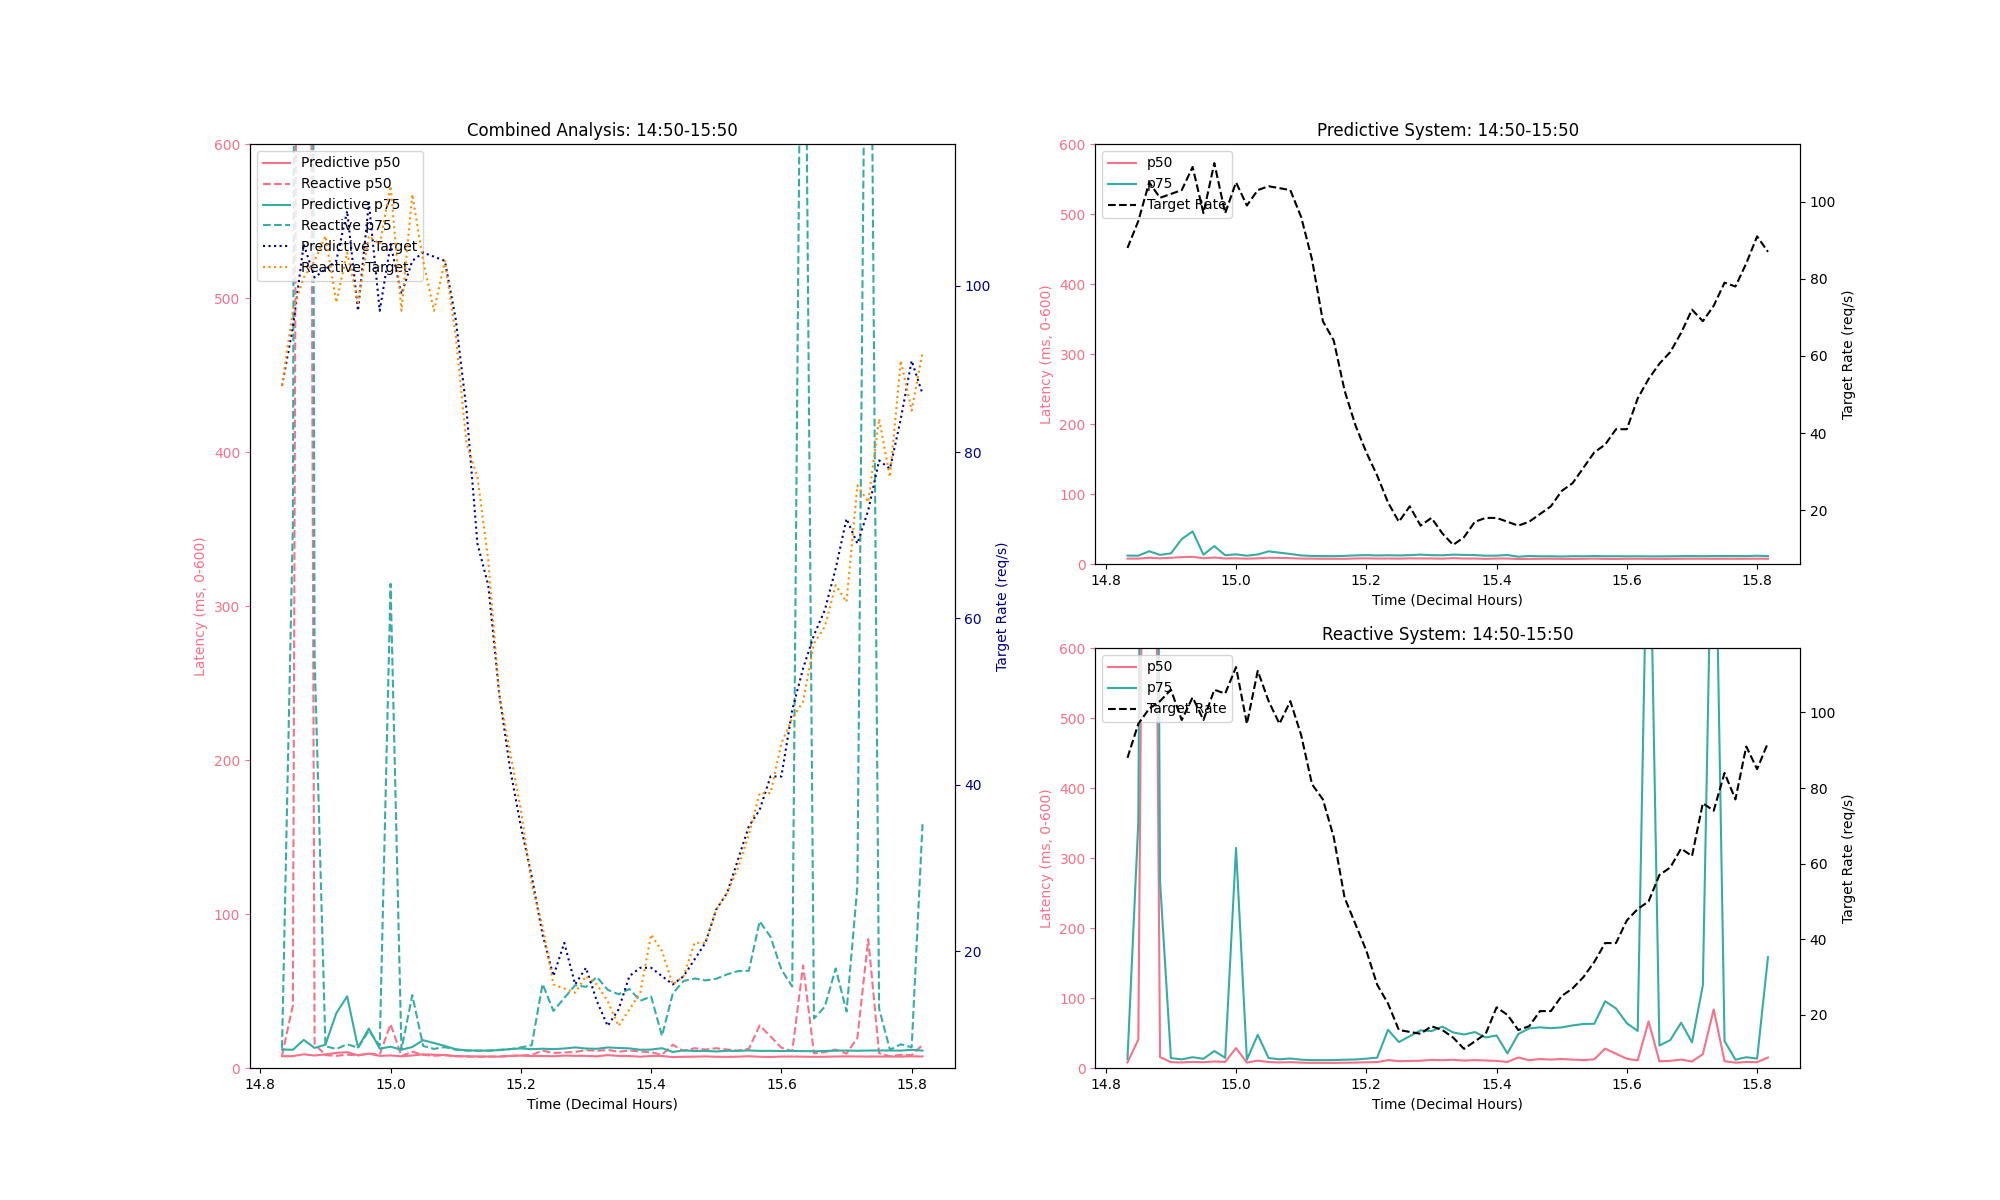 Combined Analysis: 14:50-15:50
Predictive p50
Reactive p50
Predictive p75
Reactive p75
Predictive Target
Reactive Target
600
500
400
300
200
100
0
Latency (ms, 0-600)
100
80
60
40
20
Target Rate (req/s)
14.8 15.0 15.2 15.4 15.6 15.8
Time (Decimal Hours)
Predictive System: 14:50-15:50
p50
p75
Target Rate
600
500
400
300
200
100
0
Latency (ms, 0-600)
100
80
60
40
20
Target Rate (req/s)
14.8 15.0 15.2 15.4 15.6 15.8
Time (Decimal Hours)
Reactive System: 14:50-15:50
p50
p75
Target Rate
600
500
400
300
200
100
0
Latency (ms, 0-600)
100
80
60
40
20
Target Rate (req/s)
14.8 15.0 15.2 15.4 15.6 15.8
Time (Decimal Hours)